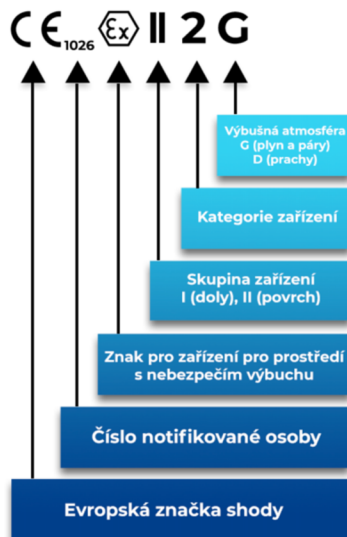 CE 1026 Ex II 2 G
Výbušná atmosféra
G (plyn a páry)
D (prachy)
Kategorie zařízení
Skupina zařízení
I (doly), II (povrch)
Znak pro zařízení pro prostředí
s nebezpečím výbuchu
Číslo notifikované osoby
Evropská značka shody